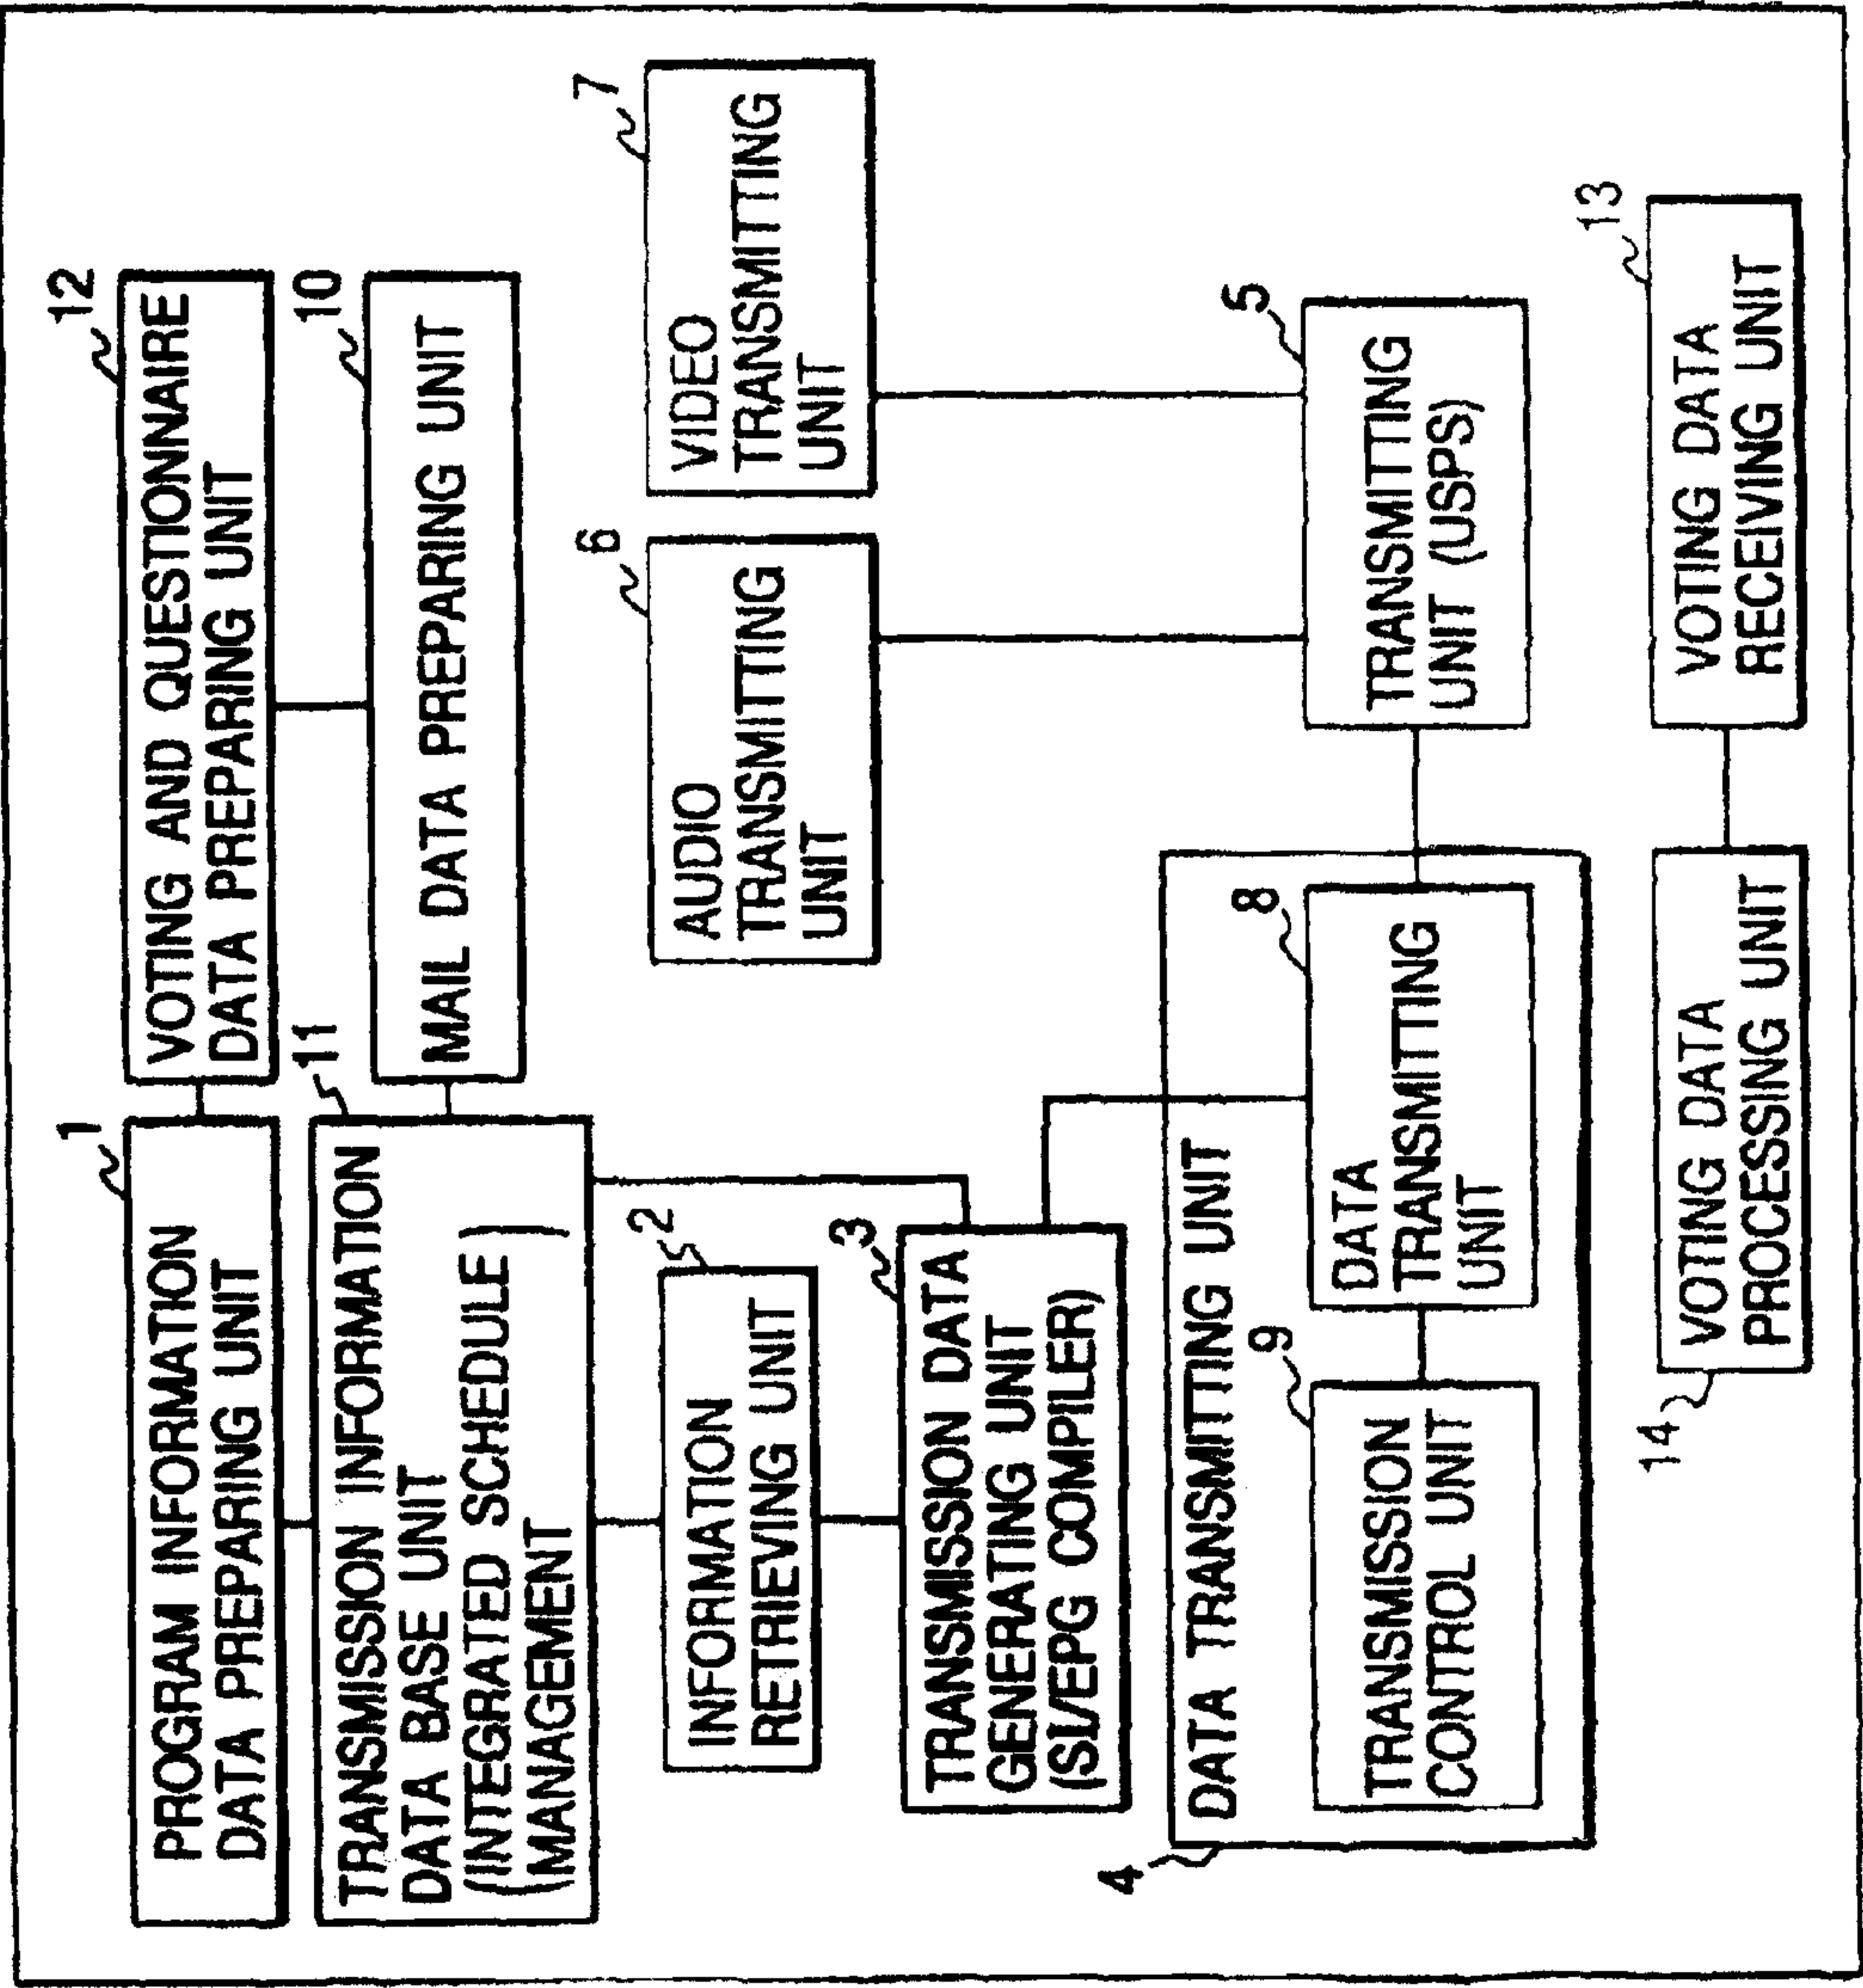 1
PROGRAM INFORMATION
DATA PREPARING UNIT
12
VOTING AND QUESTIONNAIRE
DATA PREPARING UNIT
11
TRANSMISSION INFORMATION
DATA BASE UNIT
(INTEGRATED SCHEDULE)
(MANAGEMENT )
10
MAIL DATA PREPARING UNIT
2
INFORMATION
RETRIEVING UNIT
6
AUDIO
TRANSMITTING
UNIT
7
VIDEO
TRANSMITTING
UNIT
3
TRANSMISSION DATA
GENERATING UNIT
(SI/EPG COMPILER)
4
DATA TRANSMITTING UNIT
9
TRANSMISSION
CONTROL UNIT
8
DATA
TRANSMITTING
UNIT
5
TRANSMITTING
UNIT (USPS)
14
VOTING DATA
PROCESSING UNIT
13
VOTING DATA
RECEIVING UNIT